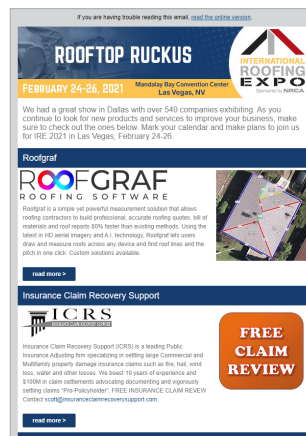 If you are having trouble reading this email, read the online version.
ROOFTOP RUCKUS
INTERNATIONAL
ROOFING
EXPO
Sponsored by NRCA
FEBRUARY 24-26, 2021
Mandalay Bay Convention Center
Las Vegas, NV
We had a great show in Dallas with over 540 companies exhibiting. As you
continue to look for new products and services to improve your business, make
sure to check out the ones below. Mark your calendar and make plans to join us
for IRE 2021 in Las Vegas, February 24-26.
Roofgraf
ROOFGRAF
ROOFING SOFTWARE
Roofgraf is a simple yet powerful measurement solution that allows
roofing contractors to build professional, accurate roofing quotes, bill of
materials and roof reports 80% faster than existing methods. Using the
latest in HD aerial imagery and A.I. technology, Roofgraf lets users
draw and measure roofs across any device and find roof lines and the
pitch in one click. Custom solutions available.
read more >
Insurance Claim Recovery Support
ICRS
INSURANCE CLAIM RECOVERY SUPPORT
Insurance Claim Recovery Support (ICRS) is a leading Public
Insurance Adjusting firm specializing in settling large Commercial and
Multifamily property damage insurance claims such as fire, hail, wind
loss, water and other losses. We boast 10 years of experience and
$100M in claim settlements advocating documenting and vigorously
settling claims "Pro-Policyholder". FREE INSURANCE CLAIM REVEW
Contact scott@insuranceclaimrecoverysupport.com.
FREE
CLAIM
REVIEW
read more >